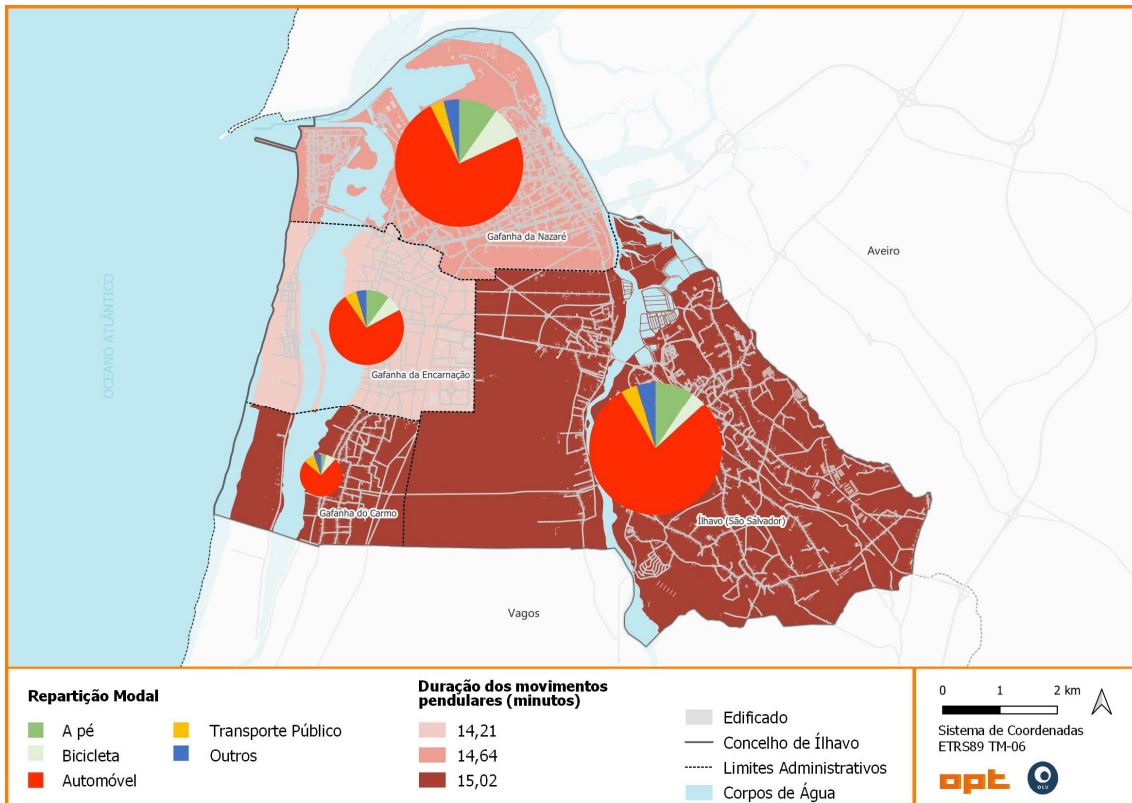 Gafanha da Nazaré
Aveiro
OCEANO ATLÂNTICO
Gafanha da Encarnação
Gafanha do Carmo
Ílhavo (São Salvador)
Vagos
Repartição Modal
A pé
Bicicleta
Automóvel
Transporte Público
Outros
Duração dos movimentos
pendulares (minutos)
14,21
14,64
15,02
Edificado
Concelho de Ílhavo
Limites Administrativos
Corpos de Água
0 1 2 km
Sistema de Coordenadas
ETRS89 TM-06
opt
OLV